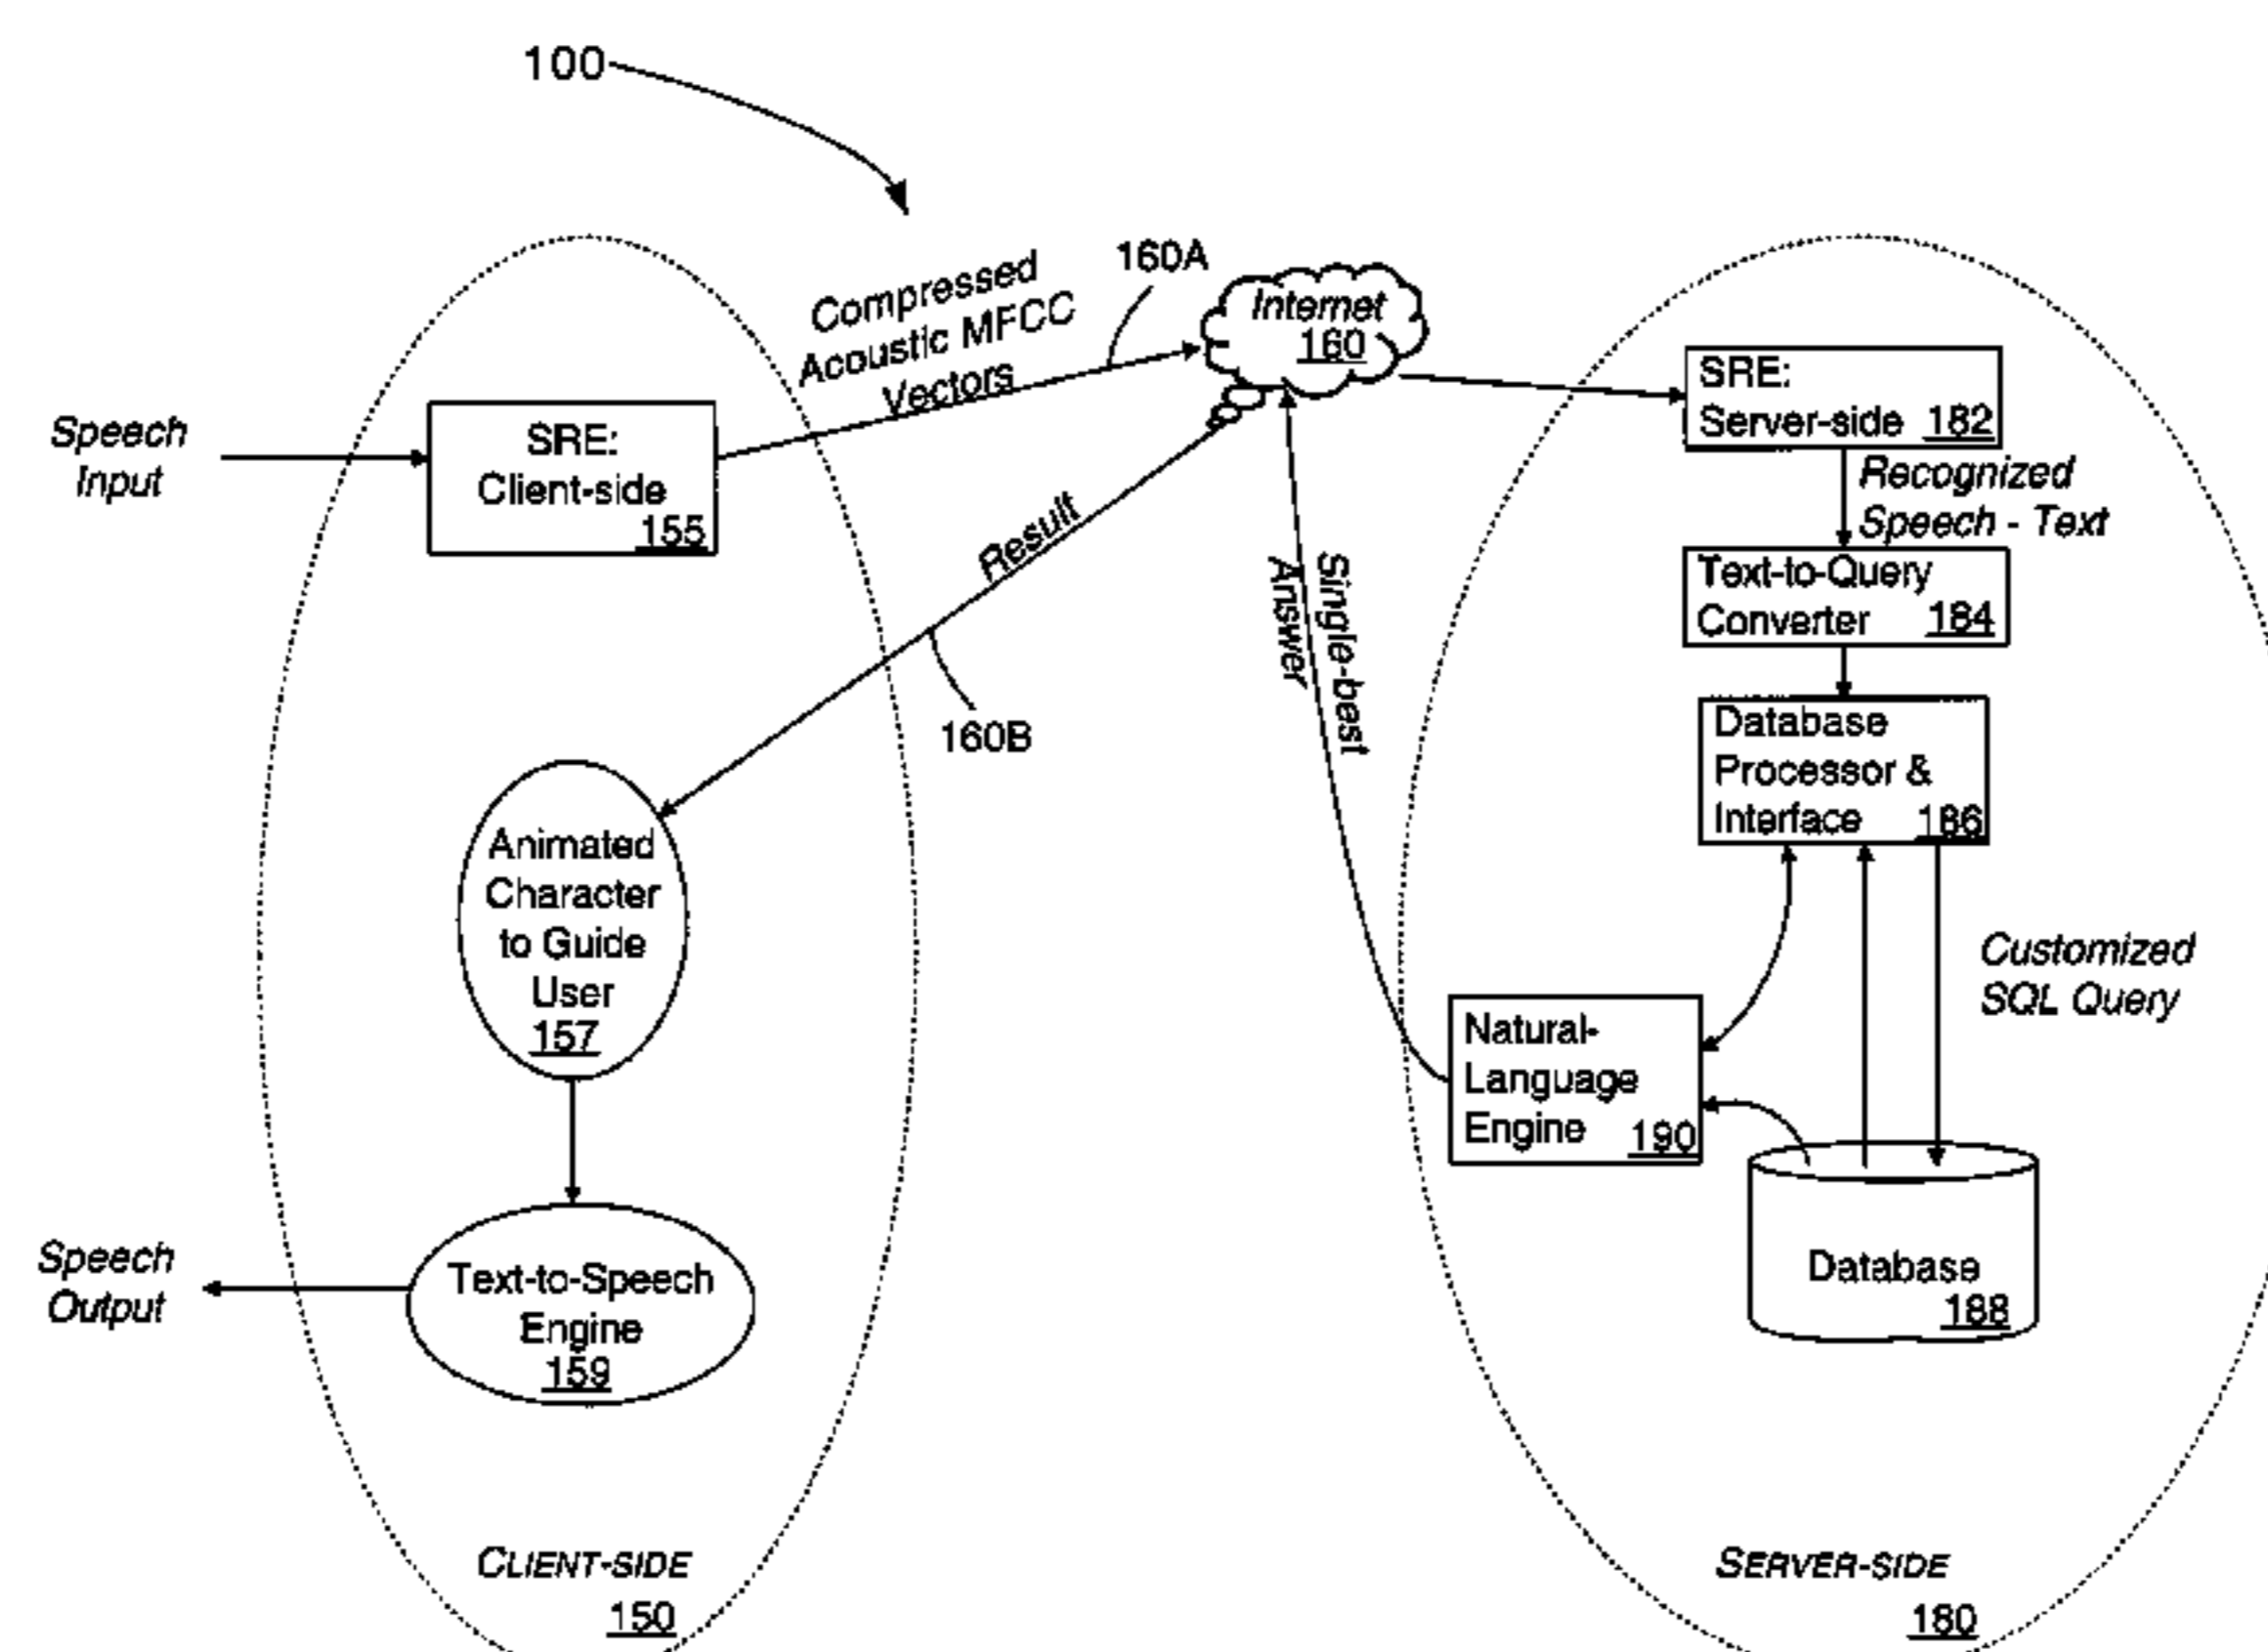 100
Compressed
Acoustic MFCC
Vectors
160A
Internet
160
Speech
Input
SRE:
Client-side
155
Result
160B
Single-best
Answer
SRE:
Server-side 182
Recognized
Speech - Text
Text-to-Query
Converter 184
Database
Processor &
Interface 186
Customized
SQL Query
Natural-
Language
Engine 190
Database
188
Animated
Character
to Guide
User
157
Text-to-Speech
Engine
159
Speech
Output
CLIENT-SIDE
150
SERVER-SIDE
180